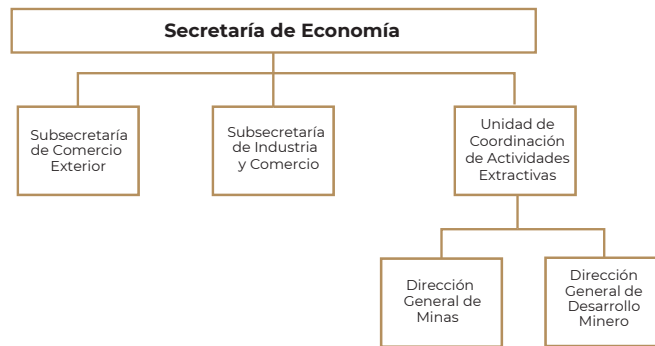 Secretaría de Economía
Subsecretaría
de Comercio
Exterior
Subsecretaría
de Industria
y Comercio
Unidad de
Coordinación
de Actividades
Extractivas
Dirección
General de
Minas
Dirección
General de
Desarrollo
Minero